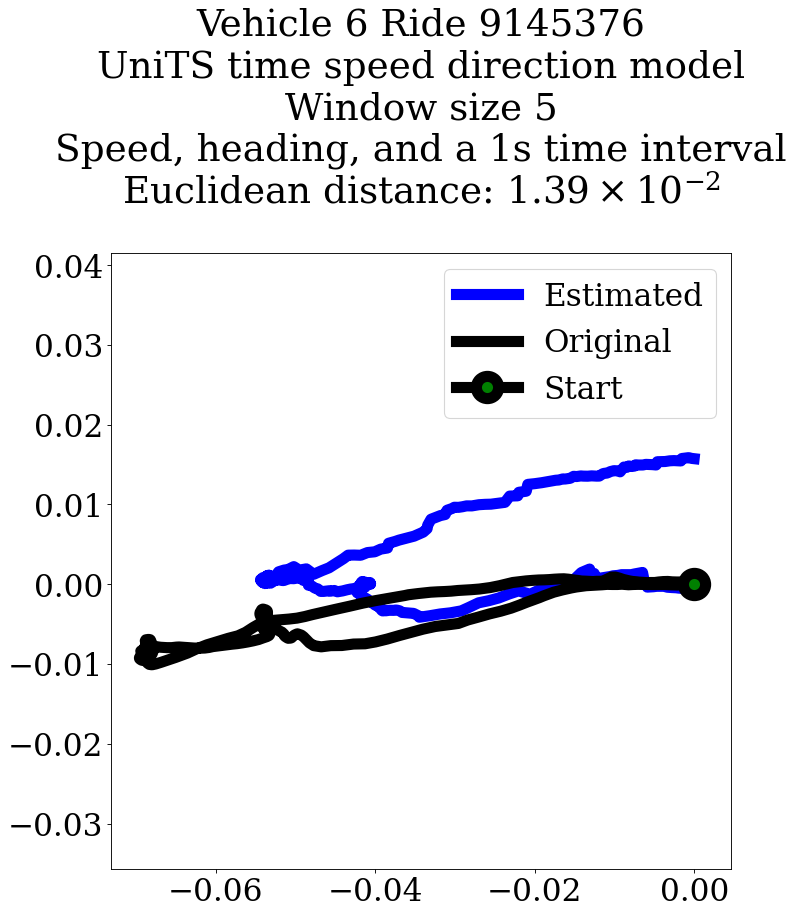 Vehicle 6 Ride 9145376
UniTS time speed direction model
Window size 5
Speed, heading, and a 1s time interval
Euclidean distance: 1.39 × 10⁻²
Estimated
Original
Start
0.04
0.03
0.02
0.01
0.00
−0.01
−0.02
−0.03
−0.06 −0.04 −0.02 0.00